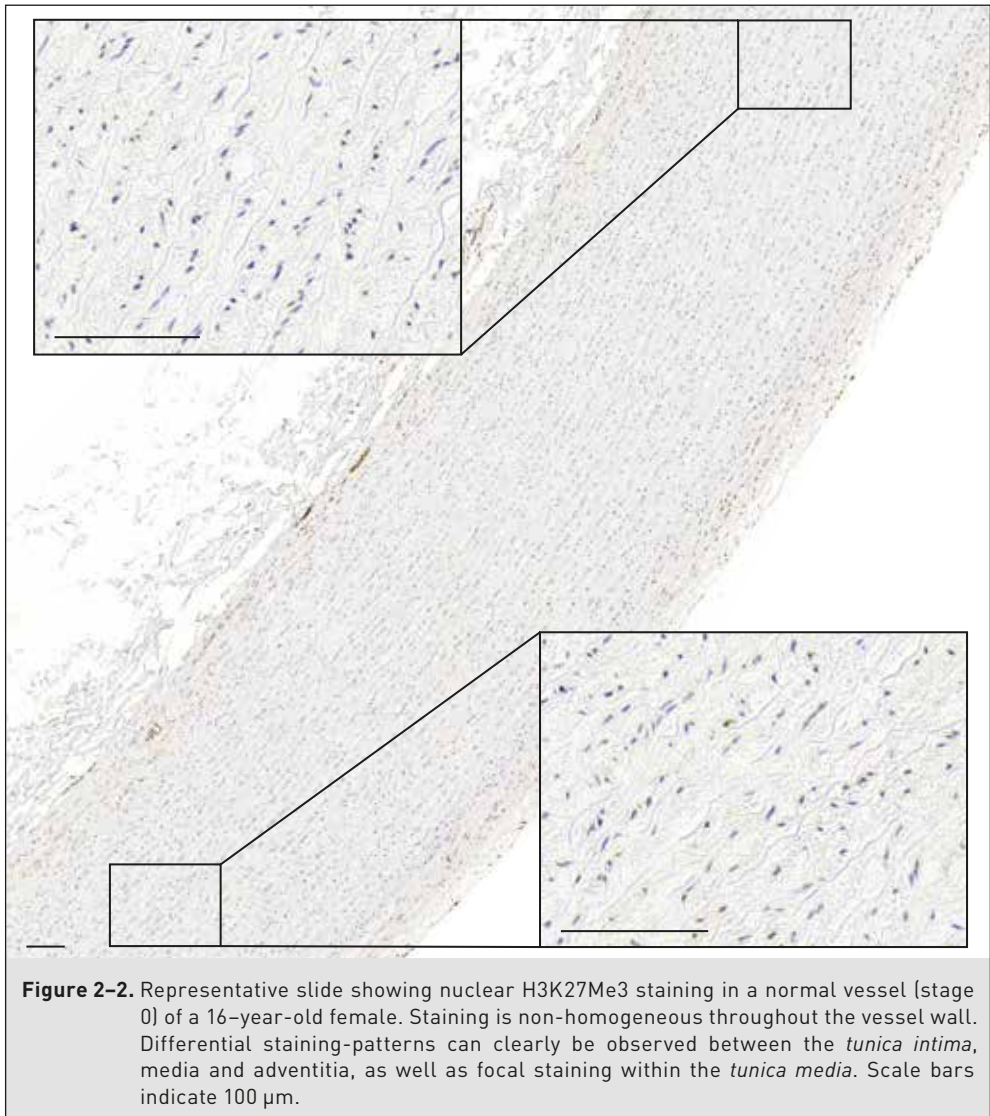 Figure 2–2. Representative slide showing nuclear H3K27Me3 staining in a normal vessel (stage
0) of a 16–year-old female. Staining is non-homogeneous throughout the vessel wall.
Differential staining-patterns can clearly be observed between the tunica intima,
media and adventitia, as well as focal staining within the tunica media. Scale bars
indicate 100 μm.